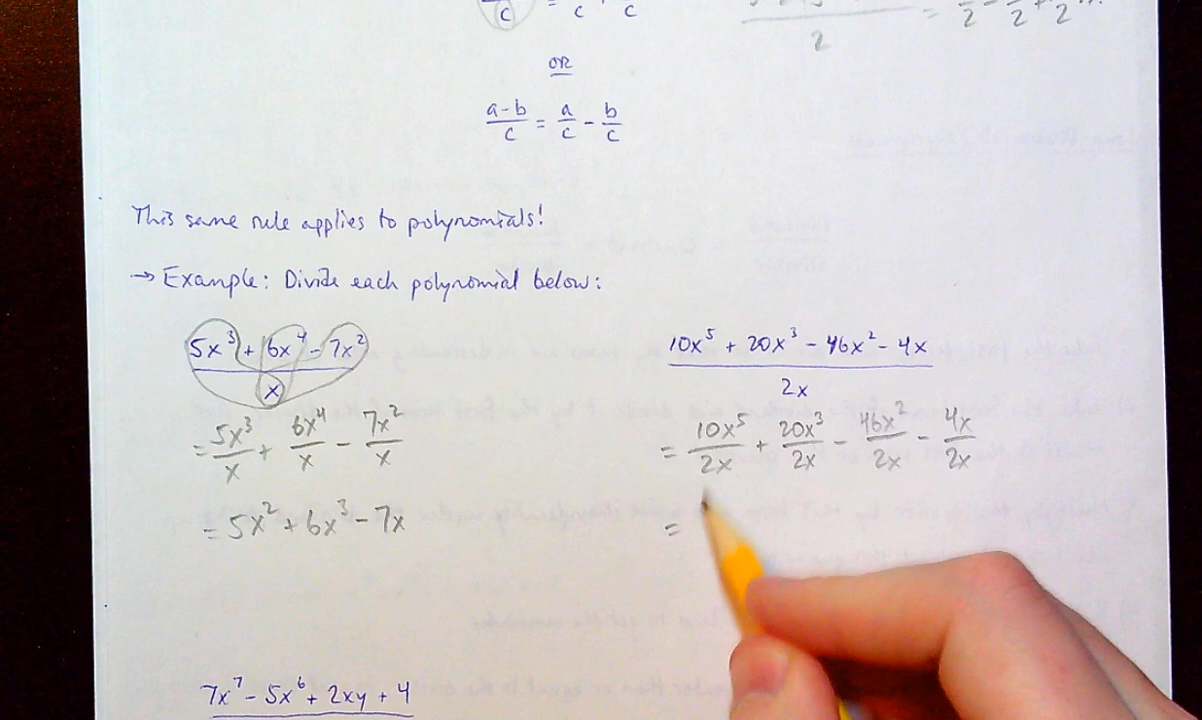 OR
a-b/c = a/c - b/c
This same rule applies to polynomials!
→ Example: Divide each polynomial below:
5x³ + 6x⁴ - 7x²/x
= 5x³/x + 6x⁴/x - 7x²/x
= 5x² + 6x³ - 7x
10x⁵ + 20x³ - 46x² - 4x/2x
= 10x⁵/2x + 20x³/2x - 46x²/2x - 4x/2x
=
7x⁷ - 5x⁶ + 2xy + 4